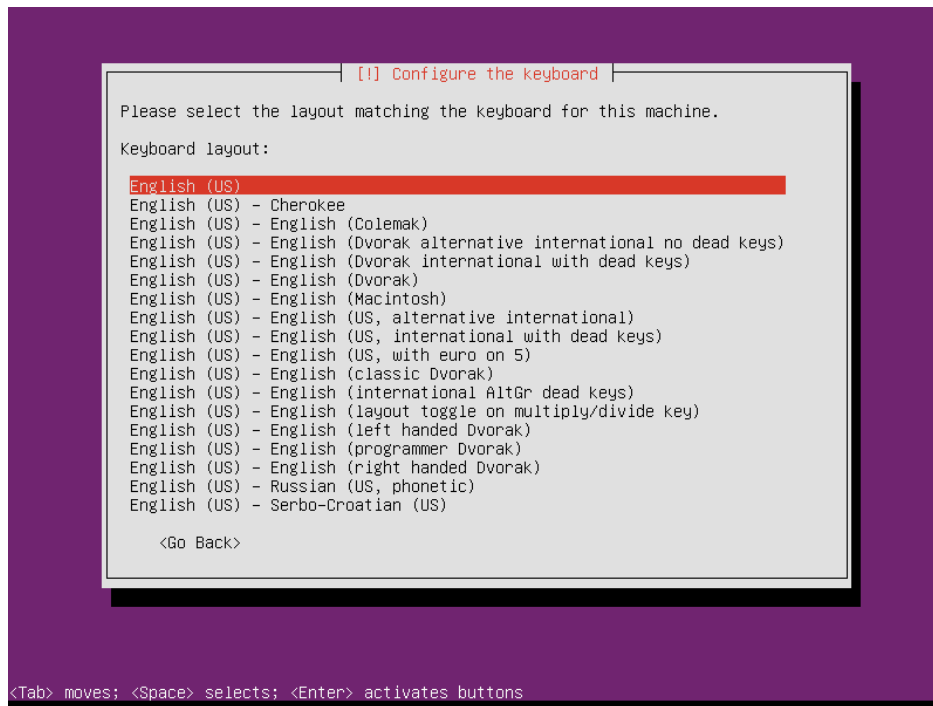 [!] Configure the keyboard
Please select the layout matching the keyboard for this machine.
Keyboard layout:
English (US)
English (US) - Cherokee
English (US) - English (Colemak)
English (US) - English (Dvorak alternative international no dead keys)
English (US) - English (Dvorak international with dead keys)
English (US) - English (Dvorak)
English (US) - English (Macintosh)
English (US) - English (US, alternative international)
English (US) - English (US, international with dead keys)
English (US) - English (US, with euro on 5)
English (US) - English (classic Dvorak)
English (US) - English (international AltGr dead keys)
English (US) - English (layout toggle on multiply/divide key)
English (US) - English (left handed Dvorak)
English (US) - English (programmer Dvorak)
English (US) - English (right handed Dvorak)
English (US) - Russian (US, phonetic)
English (US) - Serbo-Croatian (US)
<Go Back>
<Tab> moves; <Space> selects; <Enter> activates buttons